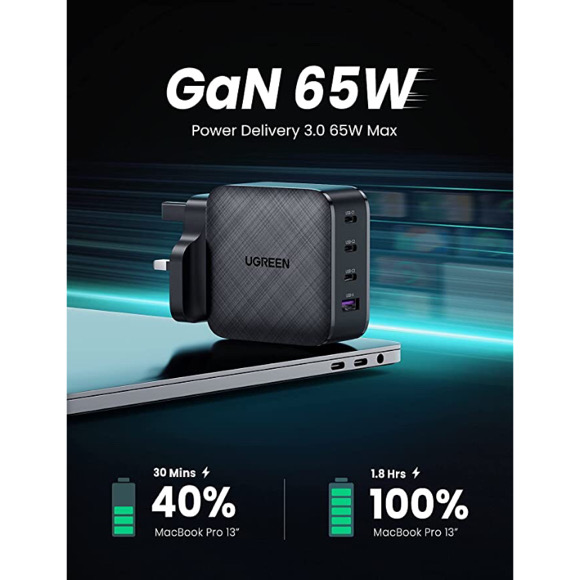 GaN 65W
Power Delivery 3.0 65W Max
UGREEN
30 Mins
40%
MacBook Pro 13”
1.8 Hrs
100%
MacBook Pro 13”